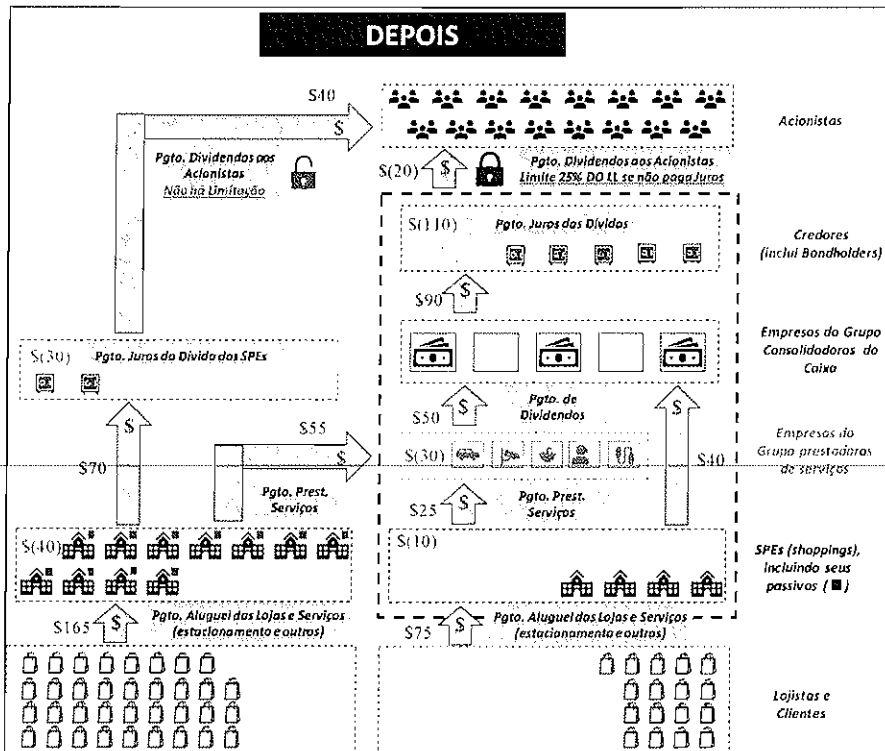 DEPOIS
$40
$
Acionistas
Pgto. Dividendos aos
Acionistas
Não há Limitação
$(20)
$
Pgto. Dividendos aos Acionistas
Limite 25% DO LL se não paga Juros
$(110)
Pgto. Juros das Dívidas
Credores
(inclui Bondholders)
$90
$
Empresas do Grupo
Consolidadoras do
Caixa
$(30)
Pgto. Juros da Dívida das SPEs
$50
$
Pgto. de
Dividendos
$
$
$55
$
$(30)
Empresas do
Grupo prestadoras
de serviços
$70
$40
Pgto. Prest.
Serviços
$25
$
Pgto. Prest.
Serviços
$(40)
$(10)
SPEs (shoppings),
incluindo seus
passivos ( )
$165
$
Pgto. Aluguel das Lojas e Serviços
(estacionamento e outros)
$75
$
Pgto. Aluguel das Lojas e Serviços
(estacionamento e outros)
Lojistas e
Clientes